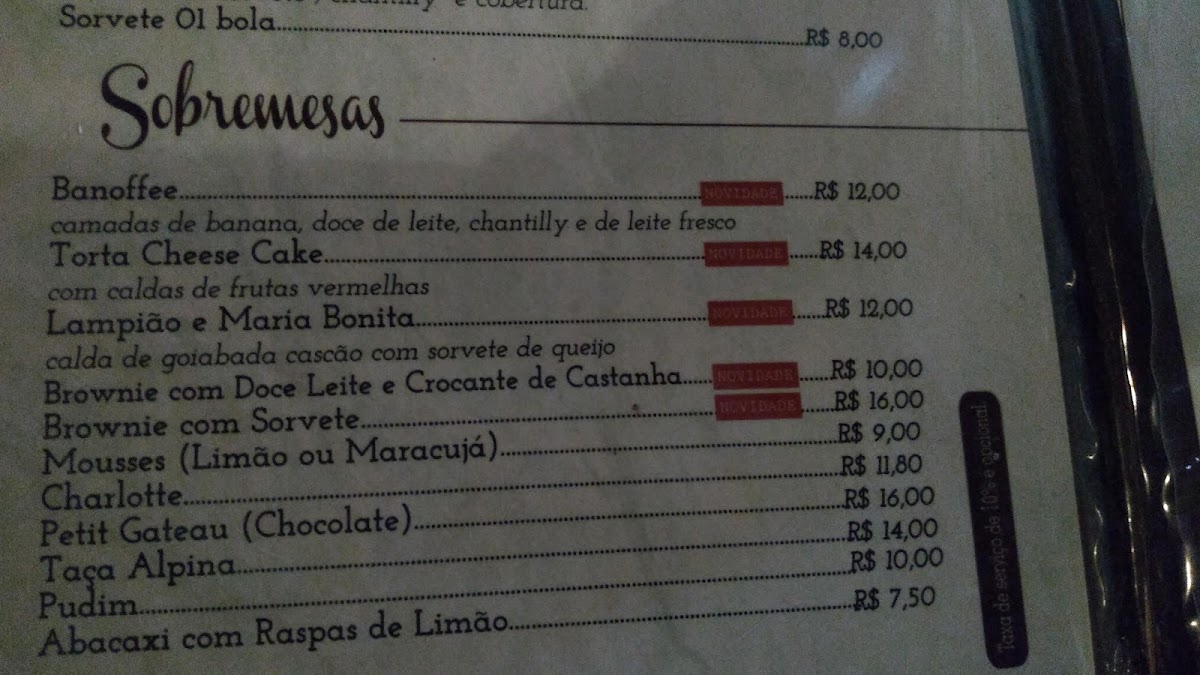 chantilly e cobertura.
Sorvete 01 bola R$ 8,00
Sobremesas
Banoffee NOVIDADE R$ 12,00
camadas de banana, doce de leite, chantilly e de leite fresco
Torta Cheese Cake NOVIDADE R$ 14,00
com caldas de frutas vermelhas
Lampião e Maria Bonita NOVIDADE R$ 12,00
calda de goiabada cascão com sorvete de queijo
Brownie com Doce Leite e Crocante de Castanha NOVIDADE R$ 10,00
Brownie com Sorvete NOVIDADE R$ 16,00
Mousses (Limão ou Maracujá) R$ 9,00
Charlotte R$ 11,80
Petit Gateau (Chocolate) R$ 16,00
Taça Alpina R$ 14,00
Pudim R$ 10,00
Abacaxi com Raspas de Limão R$ 7,50
Taxa de serviço de 10% é opcional